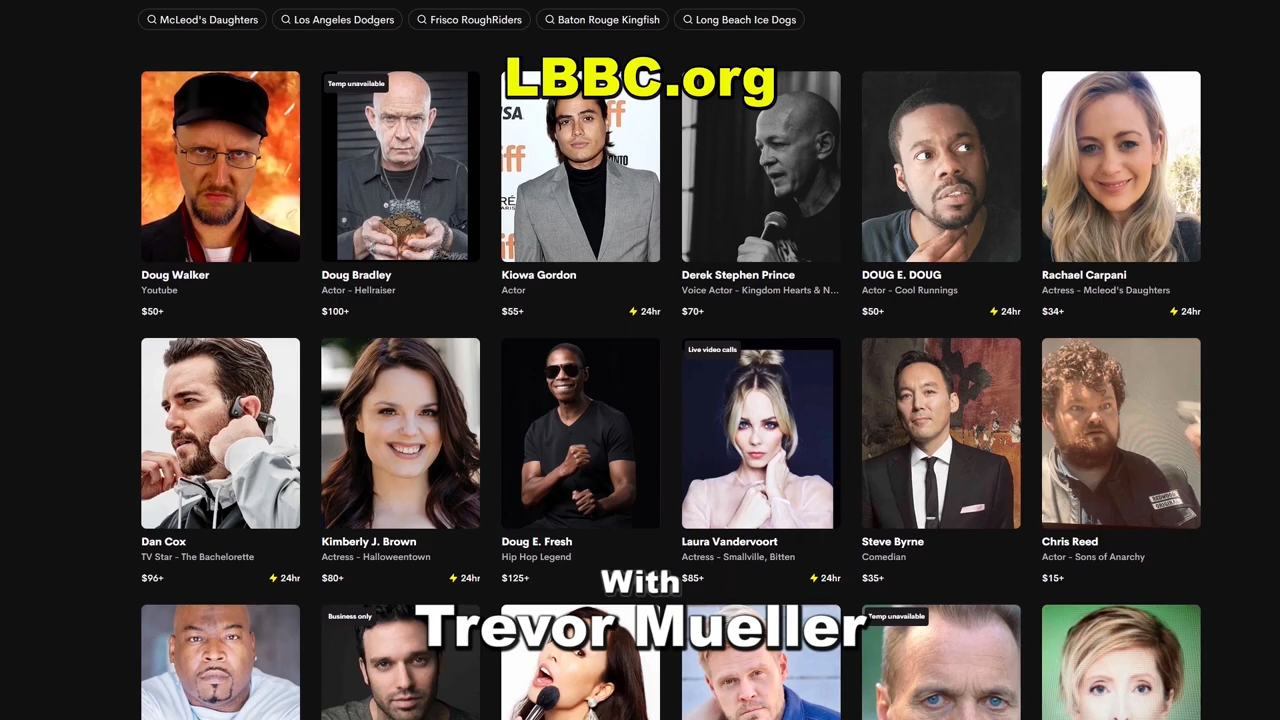 McLeod's Daughters
Los Angeles Dodgers
Frisco RoughRiders
Baton Rouge Kingfish
Long Beach Ice Dogs
LBBC.org
Temp unavailable
Doug Walker
Youtube
$50+
Doug Bradley
Actor - Hellraiser
$100+
Kiowa Gordon
Actor
$55+
24hr
Derek Stephen Prince
Voice Actor - Kingdom Hearts & N...
$70+
DOUG E. DOUG
Actor - Cool Runnings
$50+
24hr
Rachael Carpani
Actress - Mcleod's Daughters
$34+
24hr
Live video calls
Dan Cox
TV Star - The Bachelorette
$96+
24hr
Kimberly J. Brown
Actress - Halloweentown
$80+
24hr
Doug E. Fresh
Hip Hop Legend
$125+
Laura Vandervoort
Actress - Smallville, Bitten
$85+
24hr
Steve Byrne
Comedian
$35+
Chris Reed
Actor - Sons of Anarchy
$15+
With
Trevor Mueller
Business only
Temp unavailable